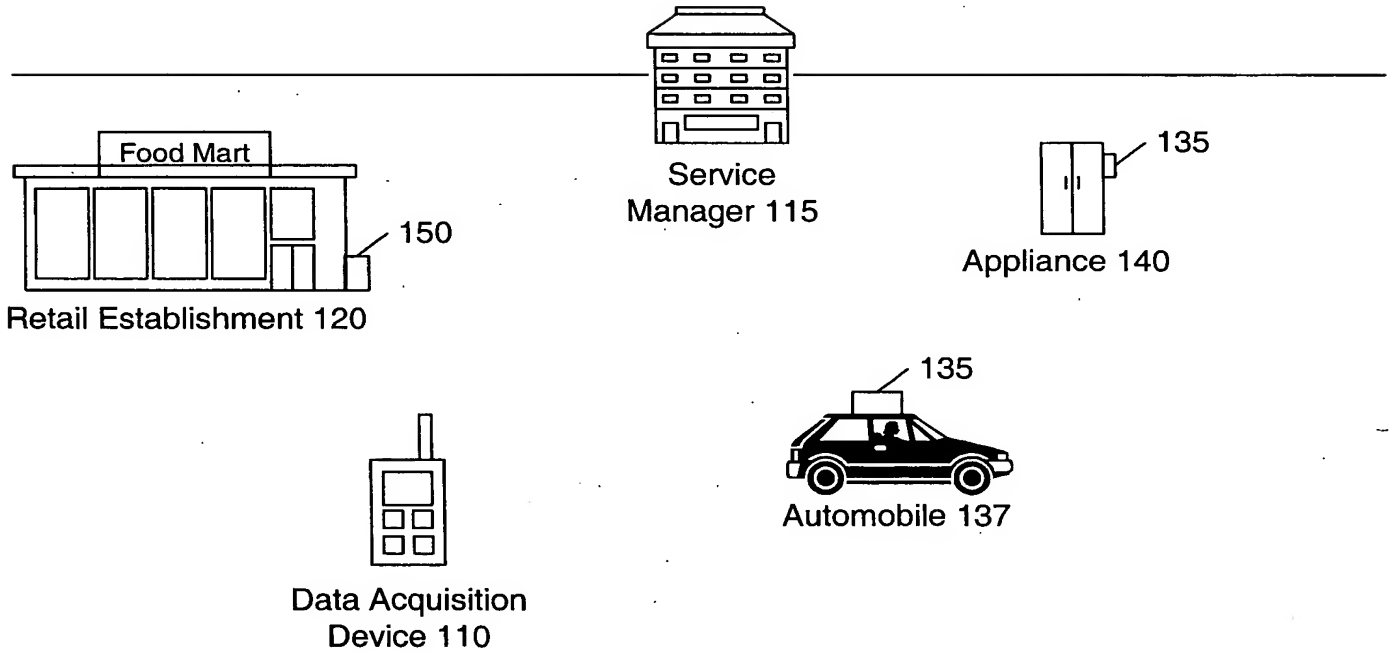 Food Mart
150
Retail Establishment 120
Service
Manager 115
135
Appliance 140
135
Automobile 137
Data Acquisition
Device 110